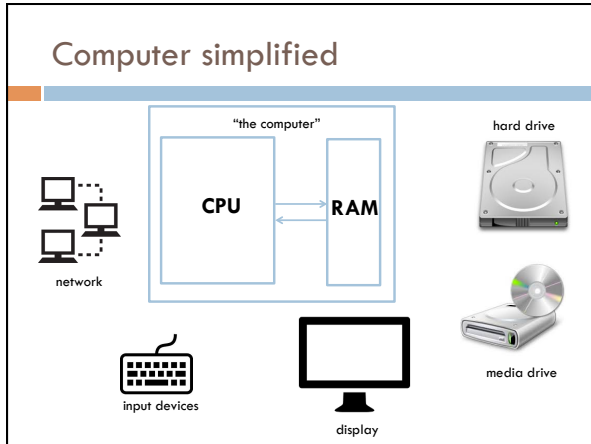 Computer simplified
“the computer”
CPU
RAM
hard drive
network
media drive
input devices
display